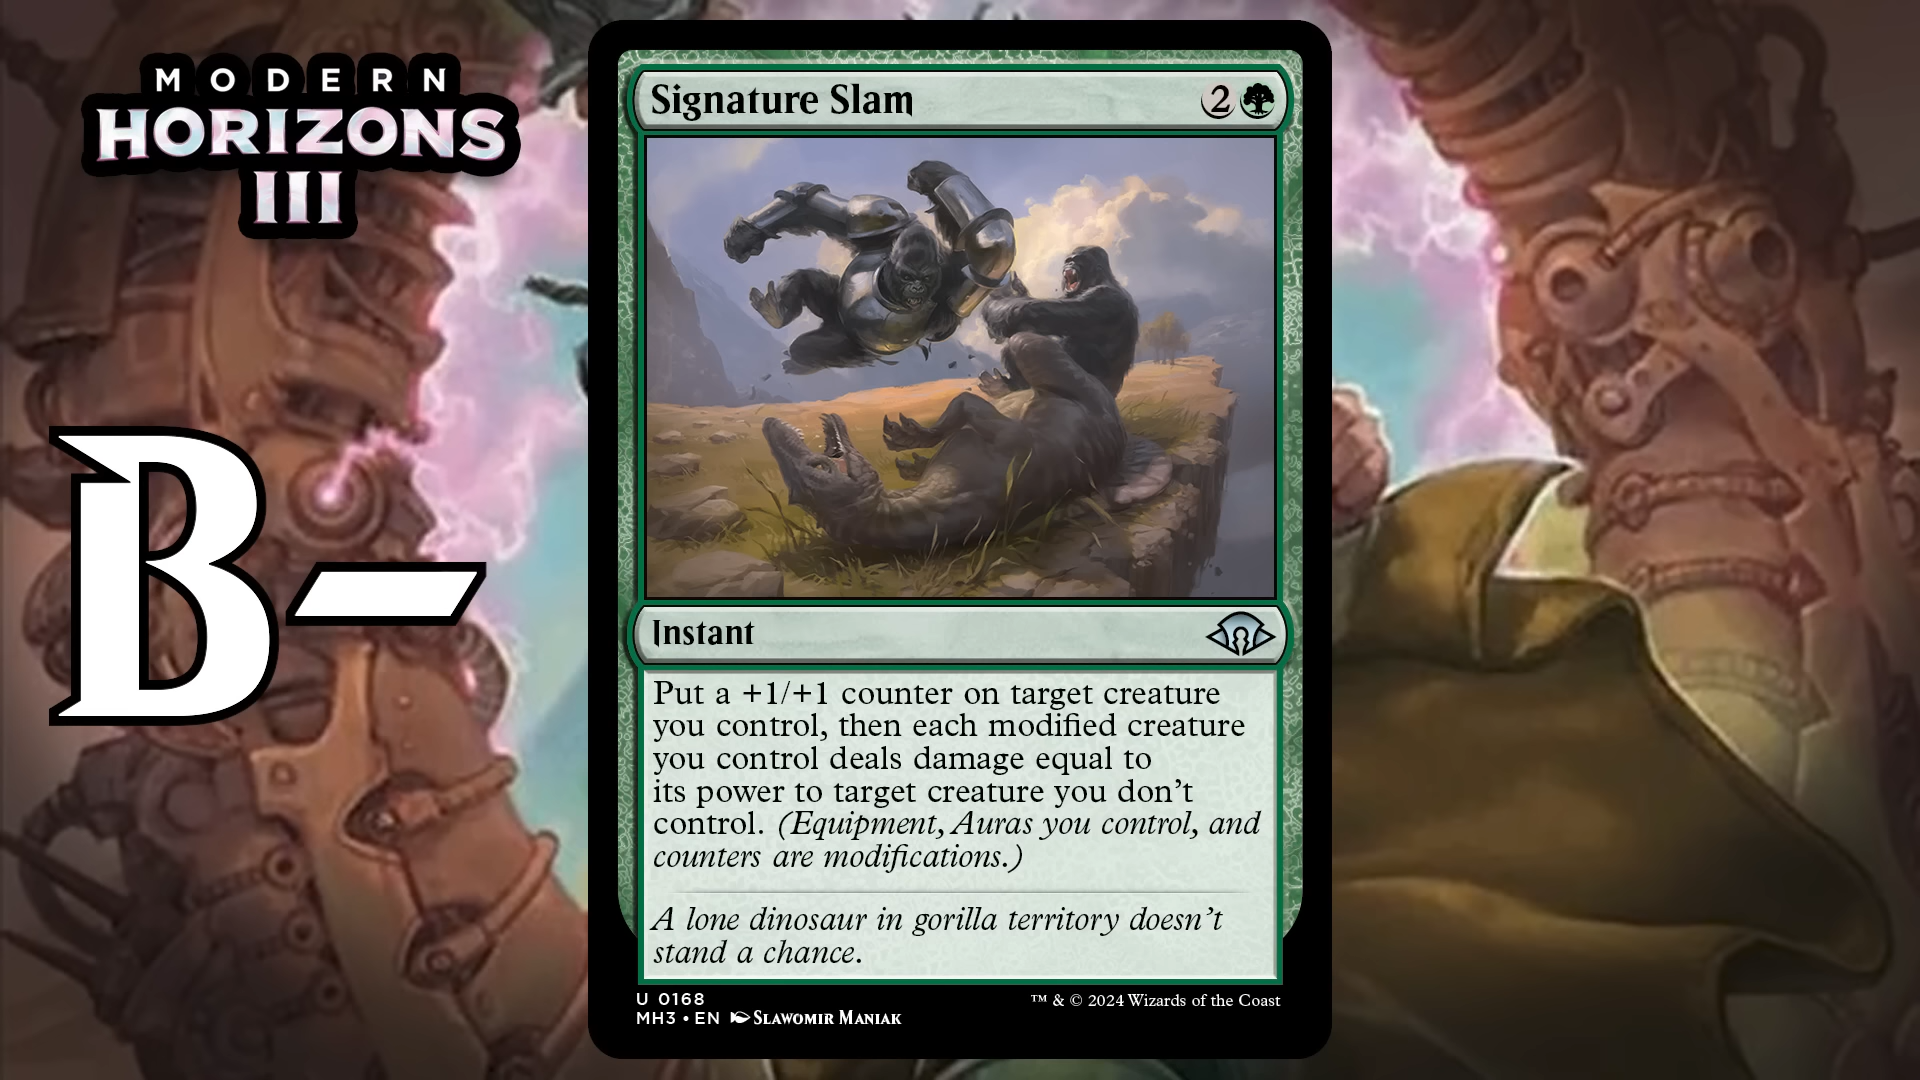 MODERN
HORIZONS
III
B-
Signature Slam
2
Instant
Put a +1/+1 counter on target creature
you control, then each modified creature
you control deals damage equal to
its power to target creature you don't
control. (Equipment, Auras you control, and
counters are modifications.)
A lone dinosaur in gorilla territory doesn't
stand a chance.
U 0168
MH3 • EN Slawomir Maniak
™ & © 2024 Wizards of the Coast